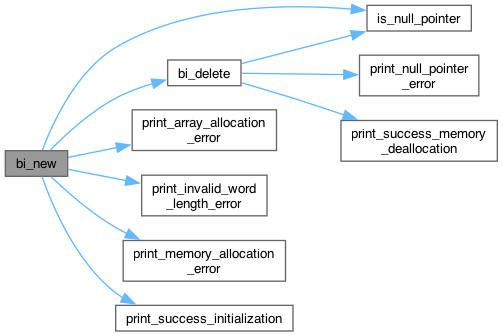 is_null_pointer
bi_delete
print_null_pointer
_error
print_array_allocation
_error
print_success_memory
_deallocation
bi_new
print_invalid_word
_length_error
print_memory_allocation
_error
print_success_initialization